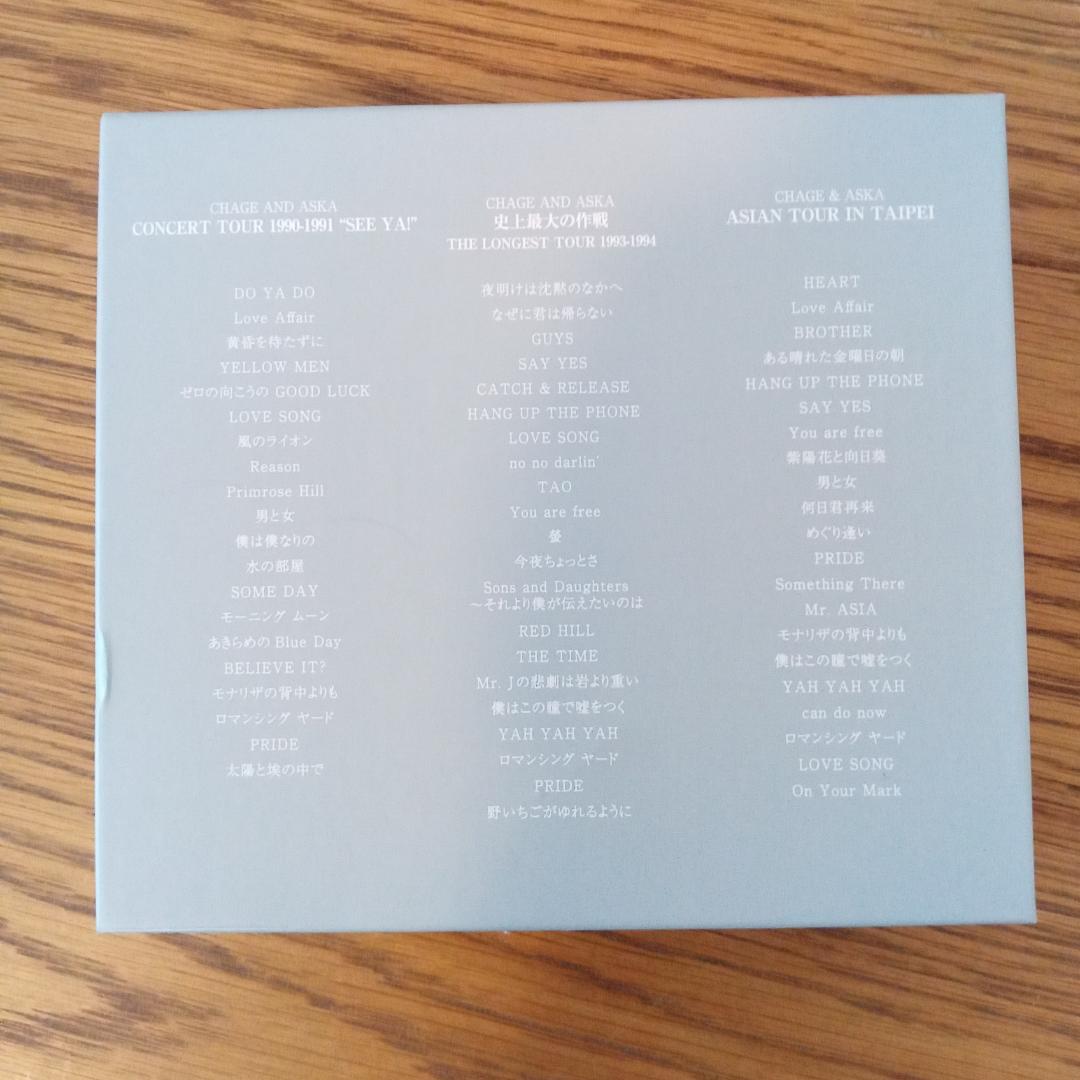 CHAGE AND ASKA
CONCERT TOUR 1990-1991 “SEE YA!”
DO YA DO
Love Affair
黄昏を待たずに
YELLOW MEN
ゼロの向こうの GOOD LUCK
LOVE SONG
風のライオン
Reason
Primrose Hill
男と女
僕は僕なりの
水の部屋
SOME DAY
モーニング ムーン
あきらめの Blue Day
BELIEVE IT?
モナリザの背中よりも
ロマンシング ヤード
PRIDE
太陽と埃の中で
CHAGE AND ASKA
史上最大の作戦
THE LONGEST TOUR 1993-1994
夜明けは沈黙のなかへ
なぜに君は帰らない
GUYS
SAY YES
CATCH & RELEASE
HANG UP THE PHONE
LOVE SONG
no no darlin’
TAO
You are free
螢
今夜ちょっとさ
Sons and Daughters
～それより僕が伝えたいのは
RED HILL
THE TIME
Mr. Jの悲劇は岩より重い
僕はこの瞳で嘘をつく
YAH YAH YAH
ロマンシング ヤード
PRIDE
野いちごがゆれるように
CHAGE & ASKA
ASIAN TOUR IN TAIPEI
HEART
Love Affair
BROTHER
ある晴れた金曜日の朝
HANG UP THE PHONE
SAY YES
You are free
紫陽花と向日葵
男と女
何日君再来
めぐり逢い
PRIDE
Something There
Mr. ASIA
モナリザの背中よりも
僕はこの瞳で嘘をつく
YAH YAH YAH
can do now
ロマンシング ヤード
LOVE SONG
On Your Mark